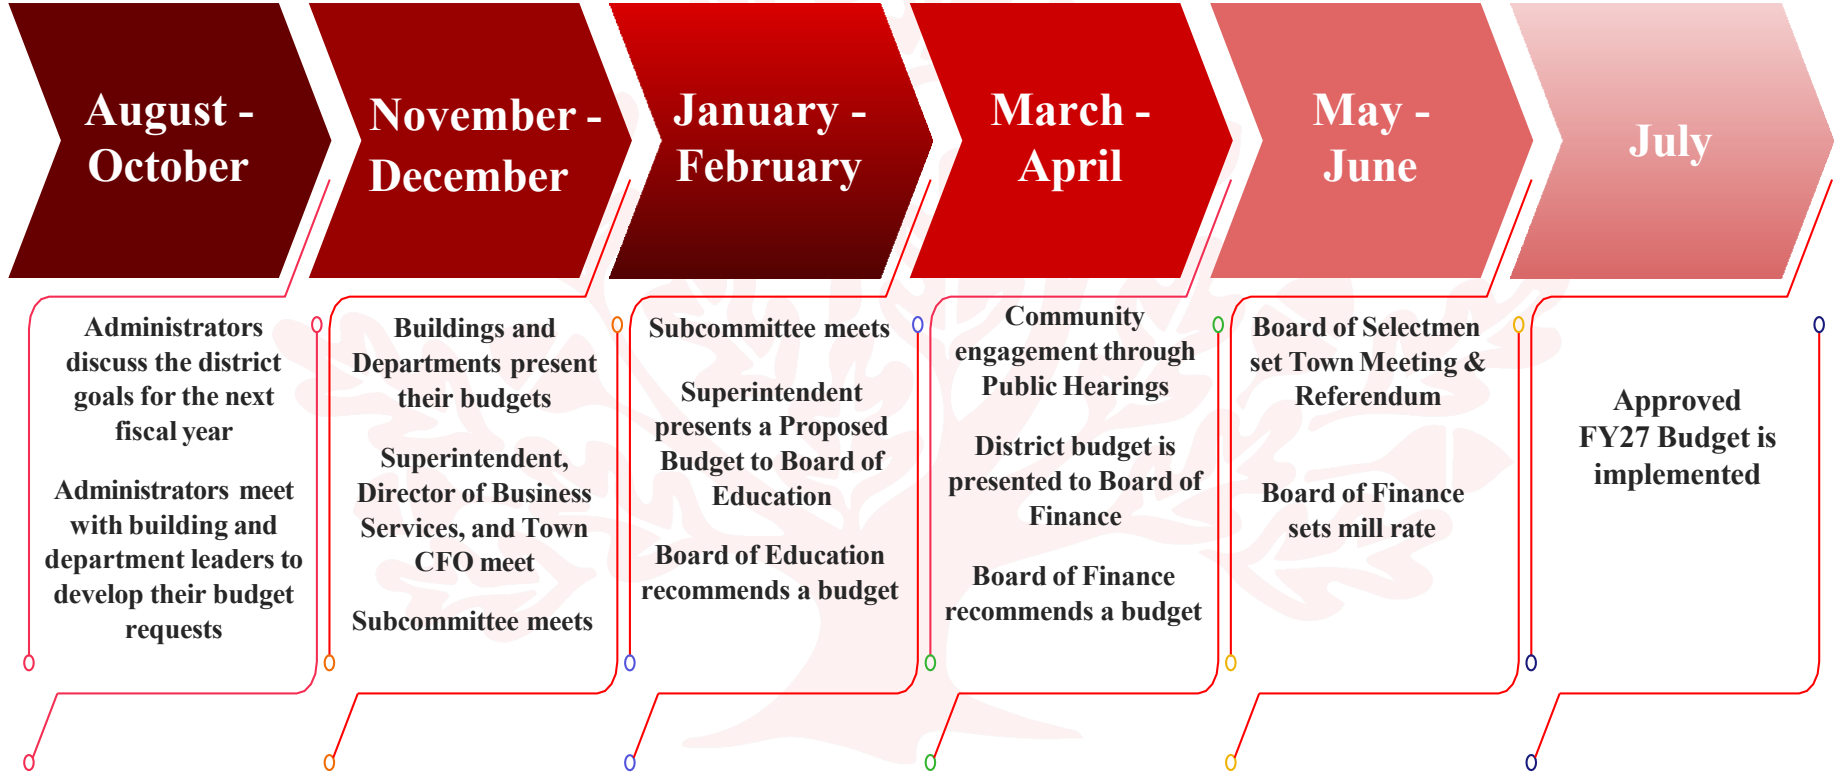 August -
October
November -
December
January -
February
March -
April
May -
June
July
Administrators
discuss the district
goals for the next
fiscal year
Administrators meet
with building and
department leaders to
develop their budget
requests
Buildings and
Departments present
their budgets
Superintendent,
Director of Business
Services, and Town
CFO meet
Subcommittee meets
Subcommittee meets
Superintendent
presents a Proposed
Budget to Board of
Education
Board of Education
recommends a budget
Community
engagement through
Public Hearings
District budget is
presented to Board of
Finance
Board of Finance
recommends a budget
Board of Selectmen
set Town Meeting &
Referendum
Board of Finance
sets mill rate
Approved
FY27 Budget is
implemented